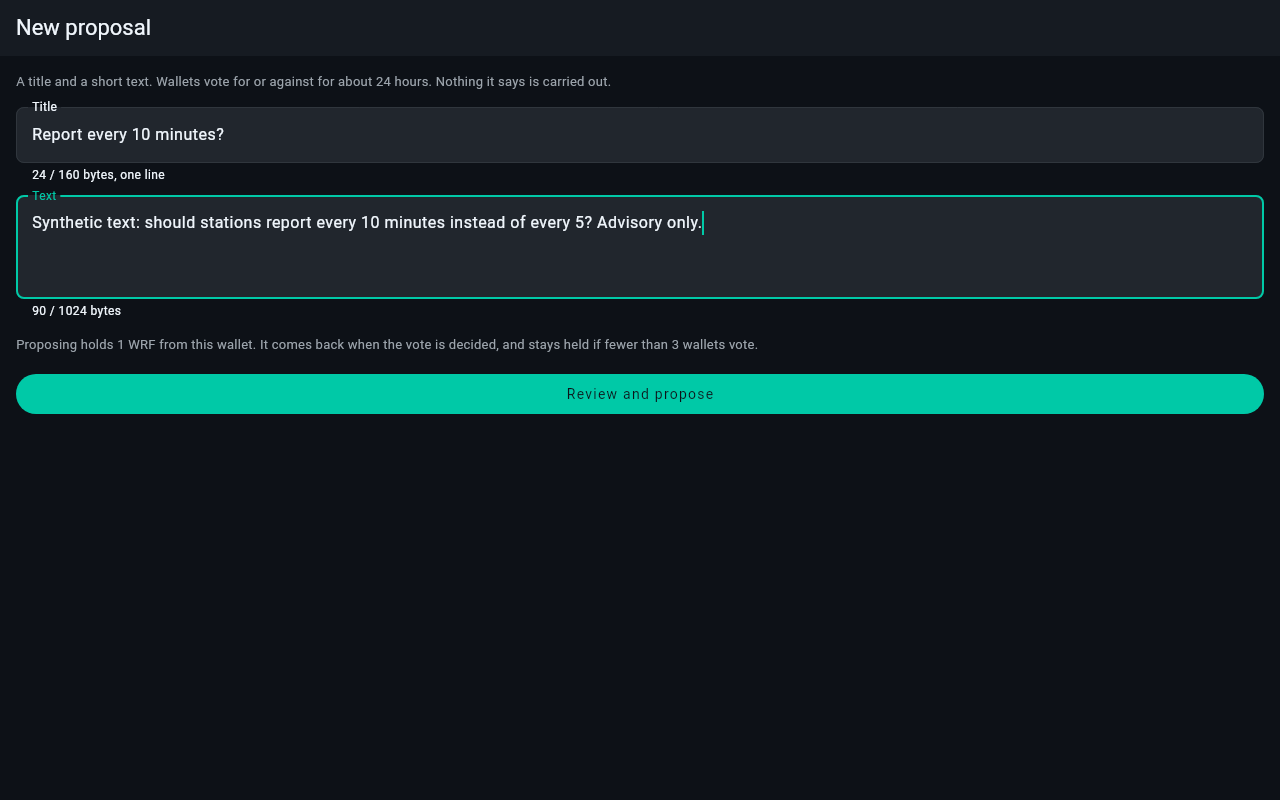 New proposal
A title and a short text. Wallets vote for or against for about 24 hours. Nothing it says is carried out.
Title
Report every 10 minutes?
24 / 160 bytes, one line
Text
Synthetic text: should stations report every 10 minutes instead of every 5? Advisory only.
90 / 1024 bytes
Proposing holds 1 WRF from this wallet. It comes back when the vote is decided, and stays held if fewer than 3 wallets vote.
Review and propose